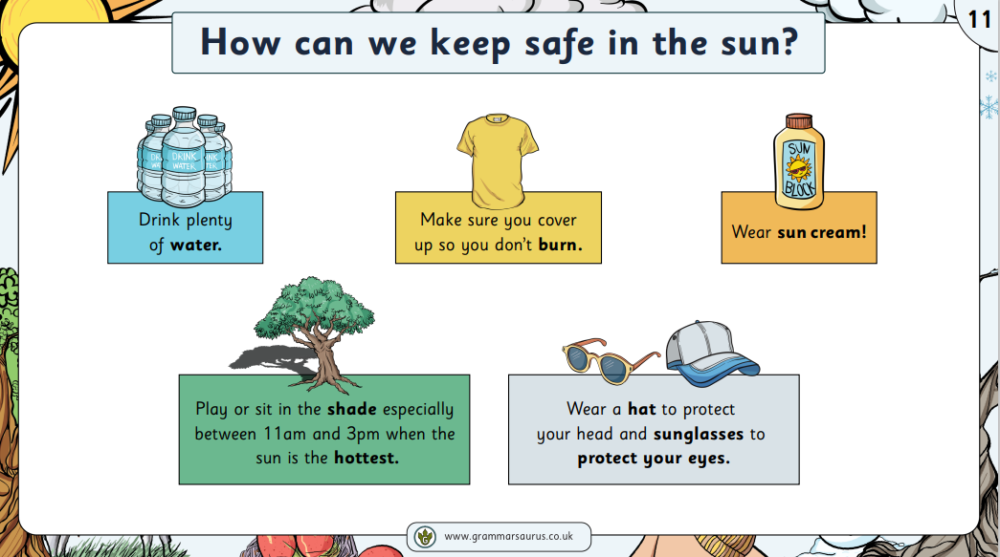 11
How can we keep safe in the sun?
DRINK
WATER
Drink plenty
of water.
Make sure you cover
up so you don't burn.
SUN
BLOCK
Wear sun cream!
Play or sit in the shade especially
between 11am and 3pm when the
sun is the hottest.
Wear a hat to protect
your head and sunglasses to
protect your eyes.
G
www.grammarsaurus.co.uk